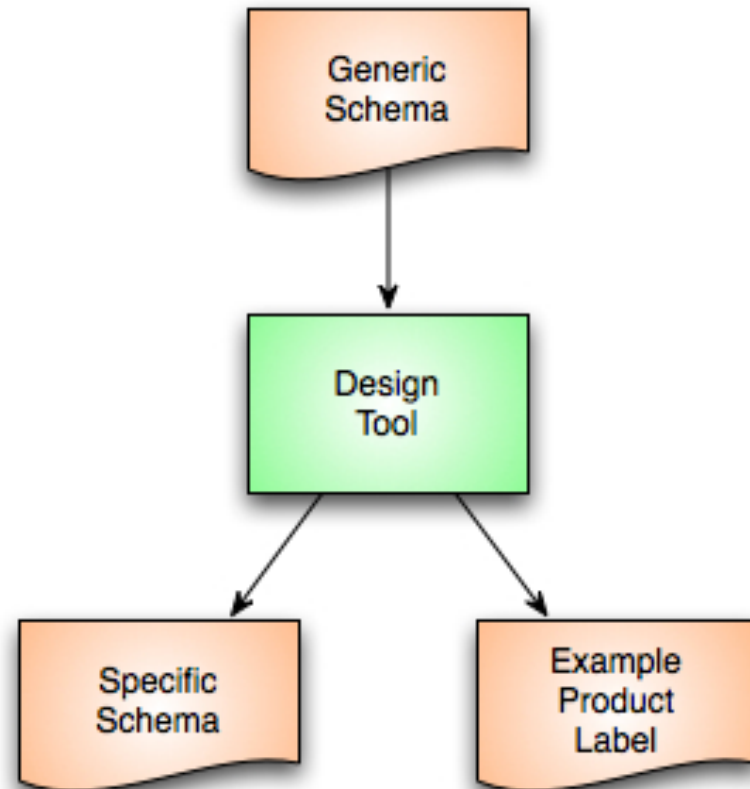 Generic
Schema
Design
Tool
Specific
Schema
Example
Product
Label